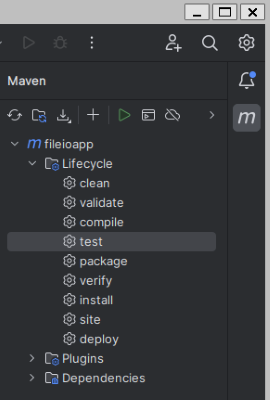 Maven
m
m fileioapp
Lifecycle
clean
validate
compile
test
package
verify
install
site
deploy
Plugins
Dependencies